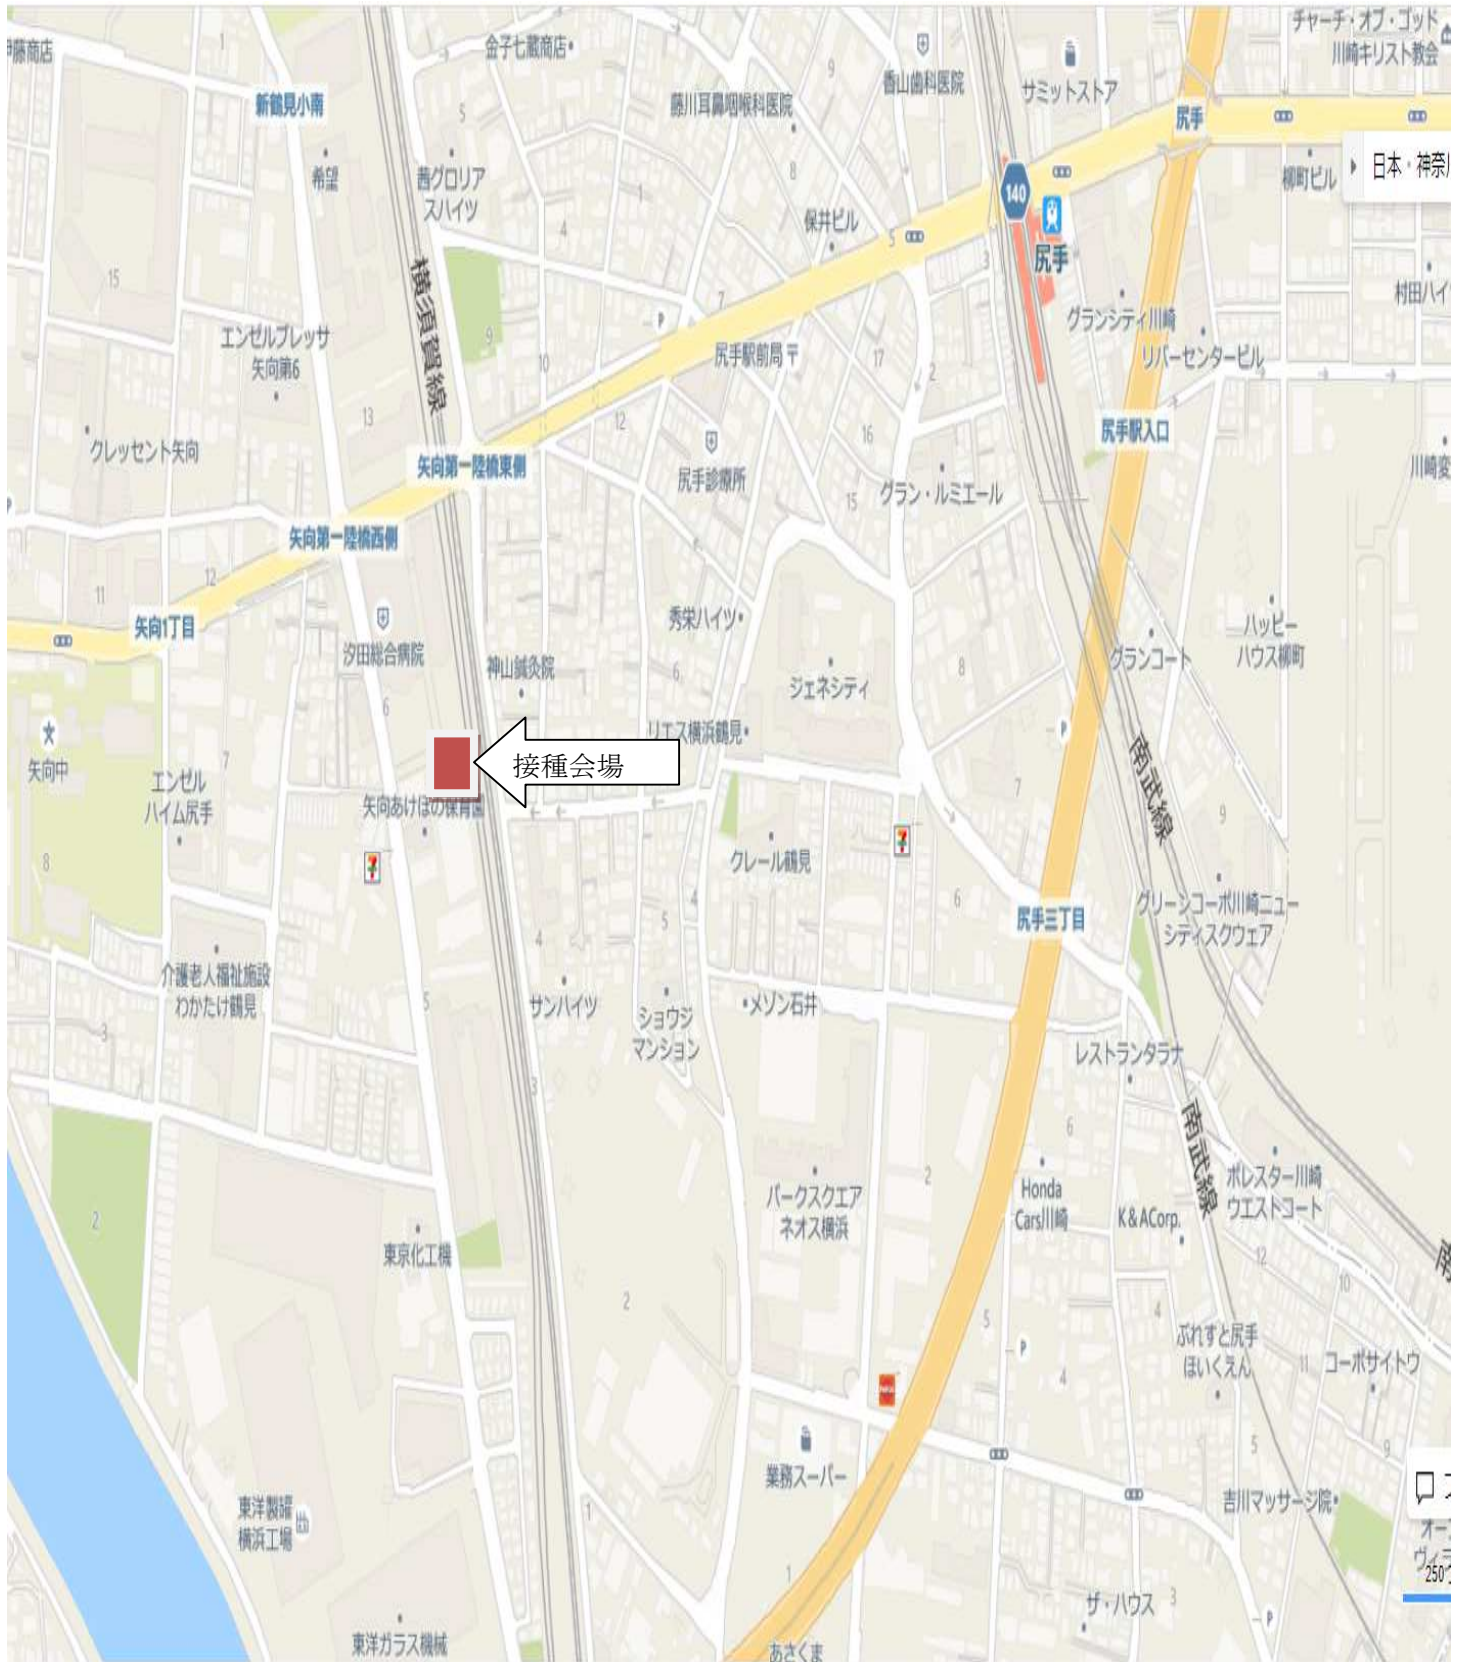 金子七蔵商店
チャーチ・オブ・ゴッド
川崎キリスト教会
藤商店
香山歯科医院
サミットストア
新鶴見小南
藤川耳鼻咽喉科医院
尻手
希望
茜グロリア
スハイツ
140
柳町ビル
日本・神奈川
保井ビル
尻手
横須賀線
村田ハイ
グランシティ川崎
エンゼルプレッサ
矢向第6
尻手駅前局
リバーセンタービル
尻手駅入口
クレッセント矢向
矢向第一陸橋東側
尻手診療所
グラン・ルミエール
川崎変
矢向第一陸橋西側
矢向1丁目
汐田総合病院
神山鍼灸院
秀栄ハイツ
ジェネシティ
グランコート
ハッピー
ハウス柳町
リエス横浜鶴見
接種会場
矢向中
エンゼル
ハイム尻手
矢向あけぼの保育園
南武線
クレール鶴見
尻手三丁目
グリーンコーポ川崎ニュー
シティスクウェア
介護老人福祉施設
わかたけ鶴見
サンハイツ
ショウジ
マンション
メゾン石井
レストランタラナ
南武線
パークスクエア
ネオス横浜
Honda
Cars川崎
K&ACorp.
ポレスター川崎
ウエストコート
東京化工機
南
ぷれすと尻手
ほいくえん
コーポサイトウ
業務スーパー
東洋製罐
横浜工場
吉川マッサージ院
オー
ヴィラ
250
ザ・ハウス
東洋ガラス機械
あさくま